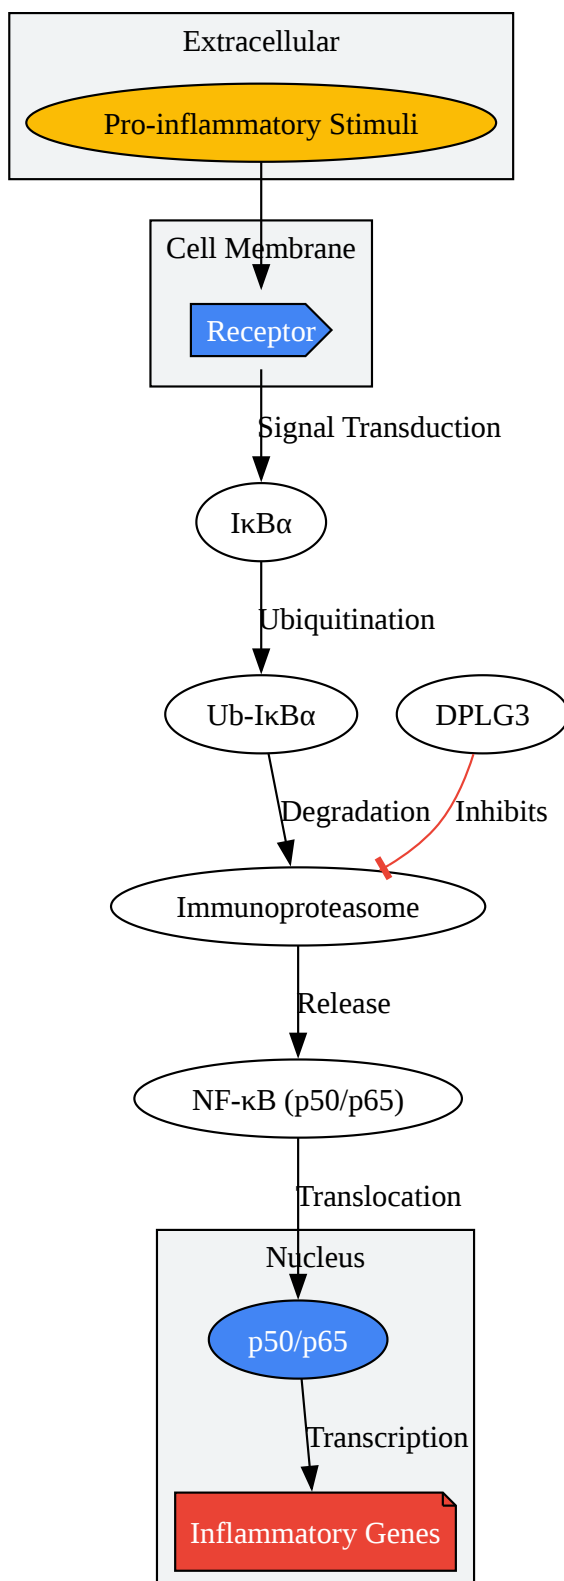 Extracellular
Pro-inflammatory Stimuli
Cell Membrane
Receptor
Signal Transduction
IκBα
Ubiquitination
Ub-IκBα
DPLG3
Degradation
Inhibits
Immunoproteasome
Release
NF-κB (p50/p65)
Translocation
Nucleus
p50/p65
Transcription
Inflammatory Genes